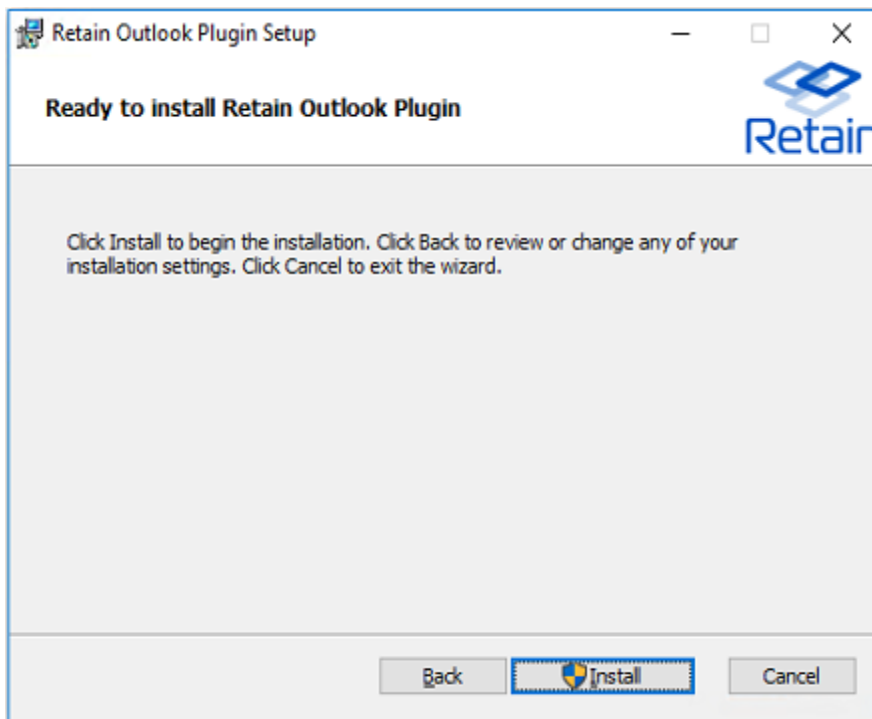 Retain Outlook Plugin Setup
Ready to install Retain Outlook Plugin
Retain
Click Install to begin the installation. Click Back to review or change any of your
installation settings. Click Cancel to exit the wizard.
Back
Install
Cancel